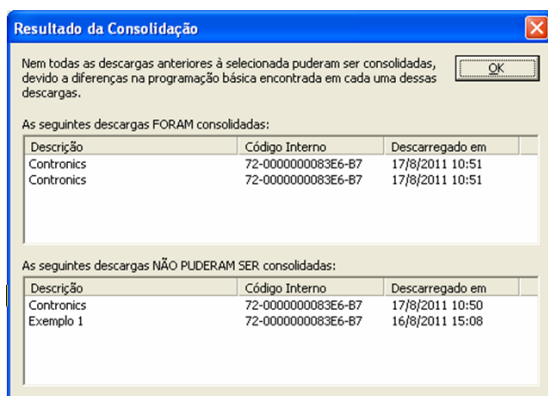 Resultado da Consolidação
Nem todas as descargas anteriores à selecionada puderam ser consolidadas,
devido a diferenças na programação básica encontrada em cada uma dessas
descargas.
OK
As seguintes descargas FORAM consolidadas:
Descrição Código Interno Descarregado em
Contronics 72-0000000083E6-B7 17/8/2011 10:51
Contronics 72-0000000083E6-B7 17/8/2011 10:51
As seguintes descargas NÃO PUDERAM SER consolidadas:
Descrição Código Interno Descarregado em
Contronics 72-0000000083E6-B7 17/8/2011 10:50
Exemplo 1 72-0000000083E6-B7 16/8/2011 15:08